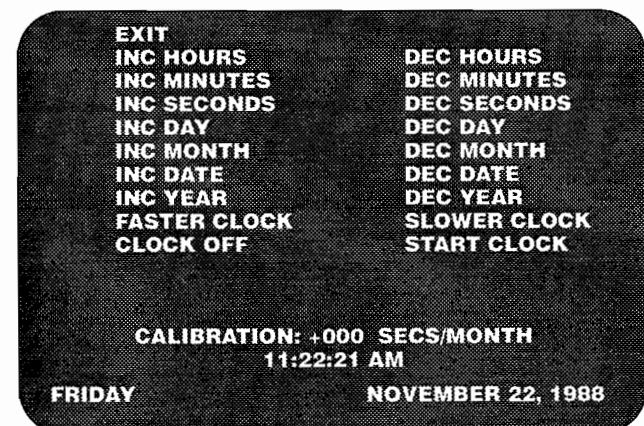 EXIT
INC HOURS DEC HOURS
INC MINUTES DEC MINUTES
INC SECONDS DEC SECONDS
INC DAY DEC DAY
INC MONTH DEC MONTH
INC DATE DEC DATE
INC YEAR DEC YEAR
FASTER CLOCK SLOWER CLOCK
CLOCK OFF START CLOCK
CALIBRATION: +000 SECS/MONTH
11:22:21 AM
FRIDAY NOVEMBER 22, 1988